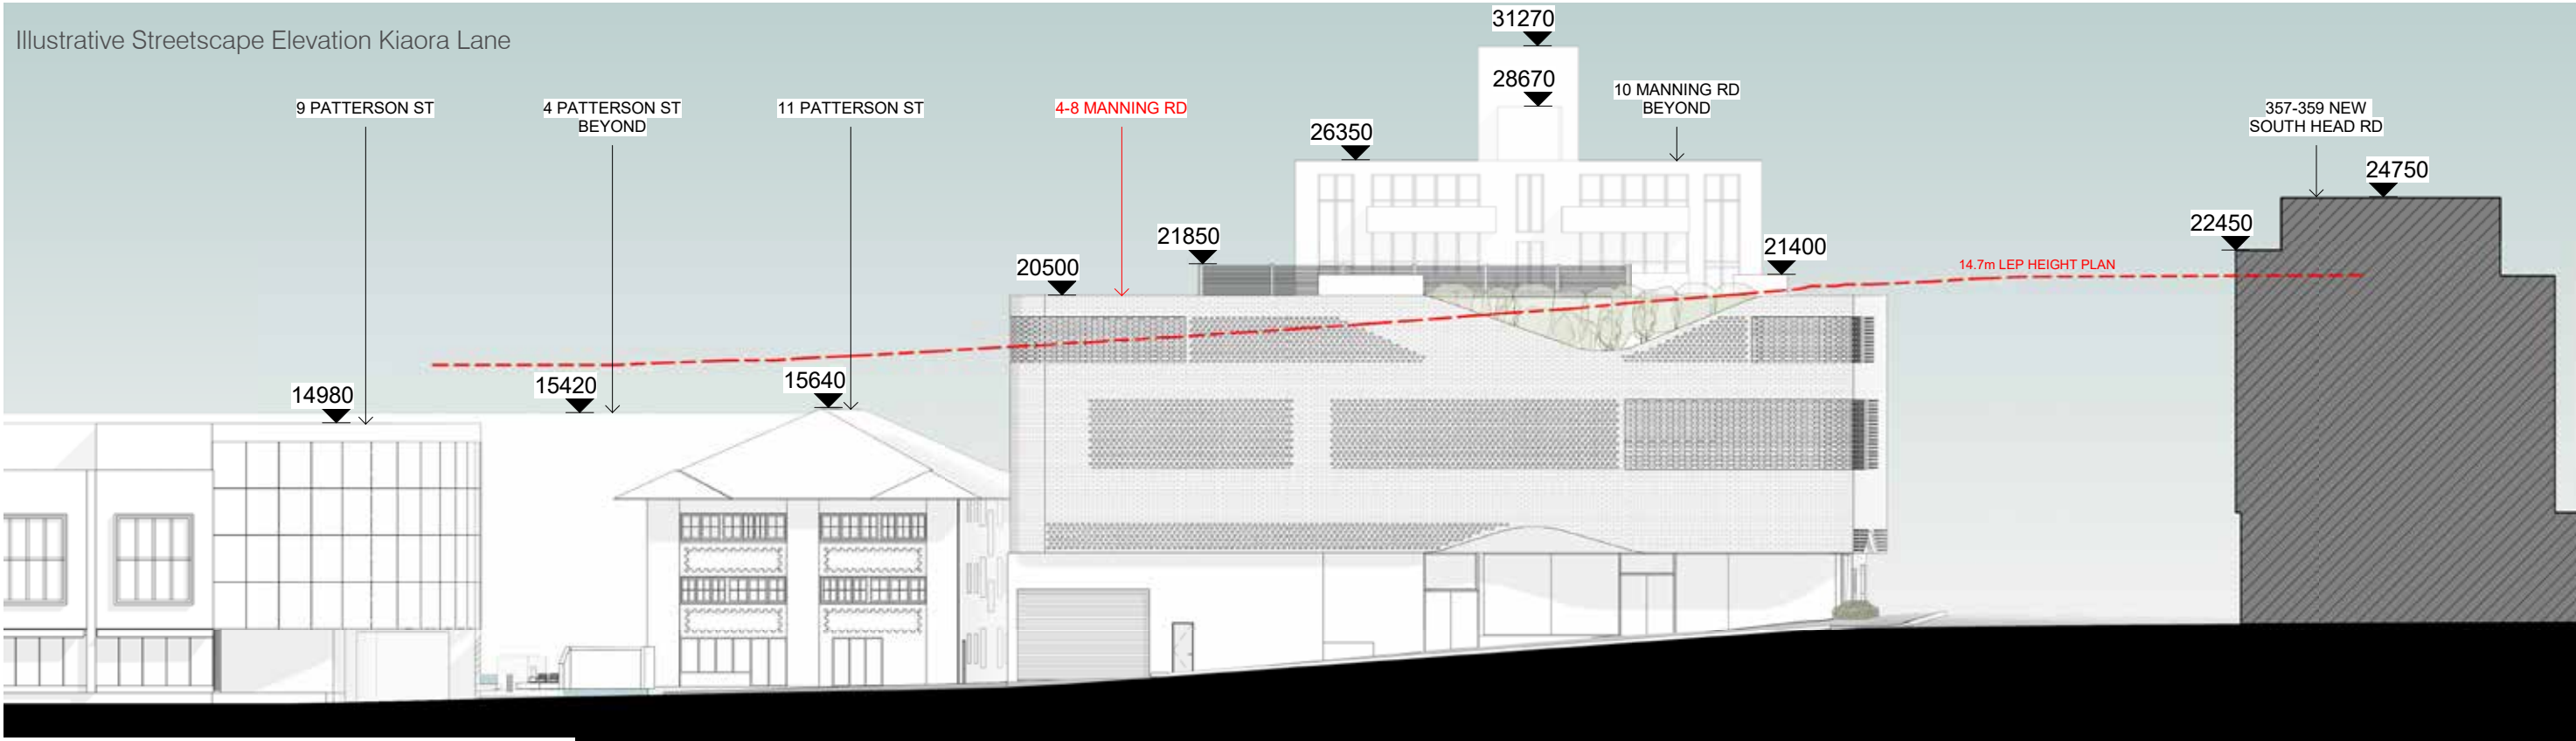 Illustrative Streetscape Elevation Kiaora Lane
31270
28670
9 PATTERSON ST
4 PATTERSON ST
BEYOND
11 PATTERSON ST
4-8 MANNING RD
10 MANNING RD
BEYOND
357-359 NEW
SOUTH HEAD RD
26350
24750
22450
21850
21400
20500
14.7m LEP HEIGHT PLAN
14980
15420
15640